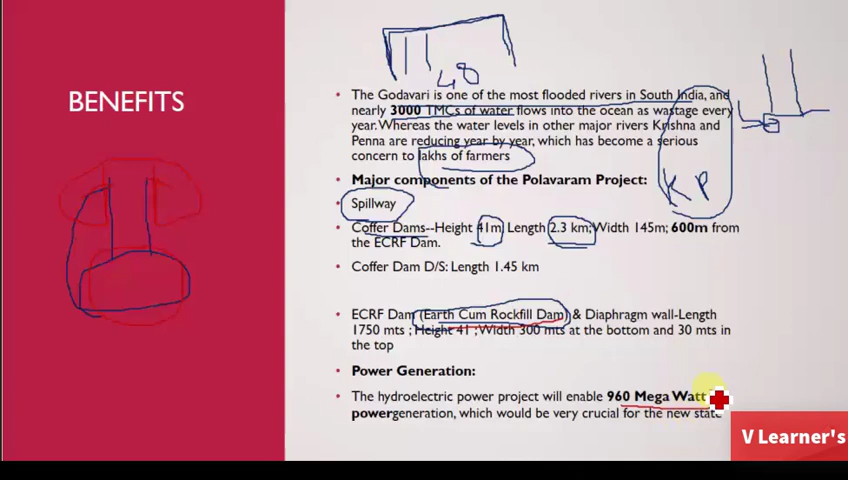 BENEFITS
48
The Godavari is one of the most flooded rivers in South India, and
nearly 3000 TMCs of water flows into the ocean as wastage every
year. Whereas the water levels in other major rivers Krishna and
Penna are reducing year by year, which has become a serious
concern to lakhs of farmers
Major components of the Polavaram Project:
K P
Spillway
Coffer Dams--Height 41m, Length 2.3 km; Width 145m; 600m from
the ECRF Dam.
Coffer Dam D/S: Length 1.45 km
ECRF Dam (Earth Cum Rockfill Dam) & Diaphragm wall-Length
1750 mts ; Height 41 ; Width 300 mts at the bottom and 30 mts in
the top
Power Generation:
The hydroelectric power project will enable 960 Mega Watt
powergeneration, which would be very crucial for the new state
V Learner's